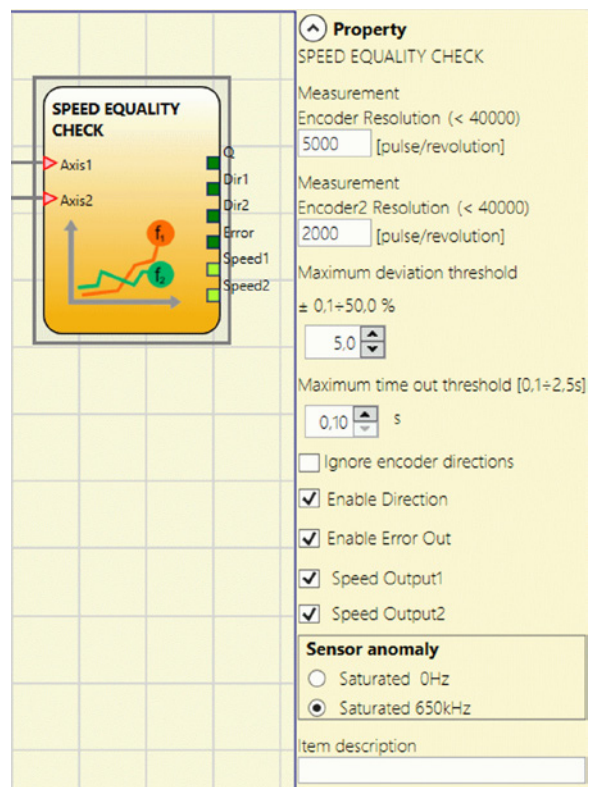 SPEED EQUALITY
CHECK
Axis1
Axis2
f1
f2
Q
Dir1
Dir2
Error
Speed1
Speed2
Property
SPEED EQUALITY CHECK
Measurement
Encoder Resolution (< 40000)
5000 [pulse/revolution]
Measurement
Encoder2 Resolution (< 40000)
2000 [pulse/revolution]
Maximum deviation threshold
± 0,1÷50,0 %
5,0
Maximum time out threshold [0,1÷2,5s]
0,10 s
Ignore encoder directions
Enable Direction
Enable Error Out
Speed Output1
Speed Output2
Sensor anomaly
Saturated 0Hz
Saturated 650kHz
Item description